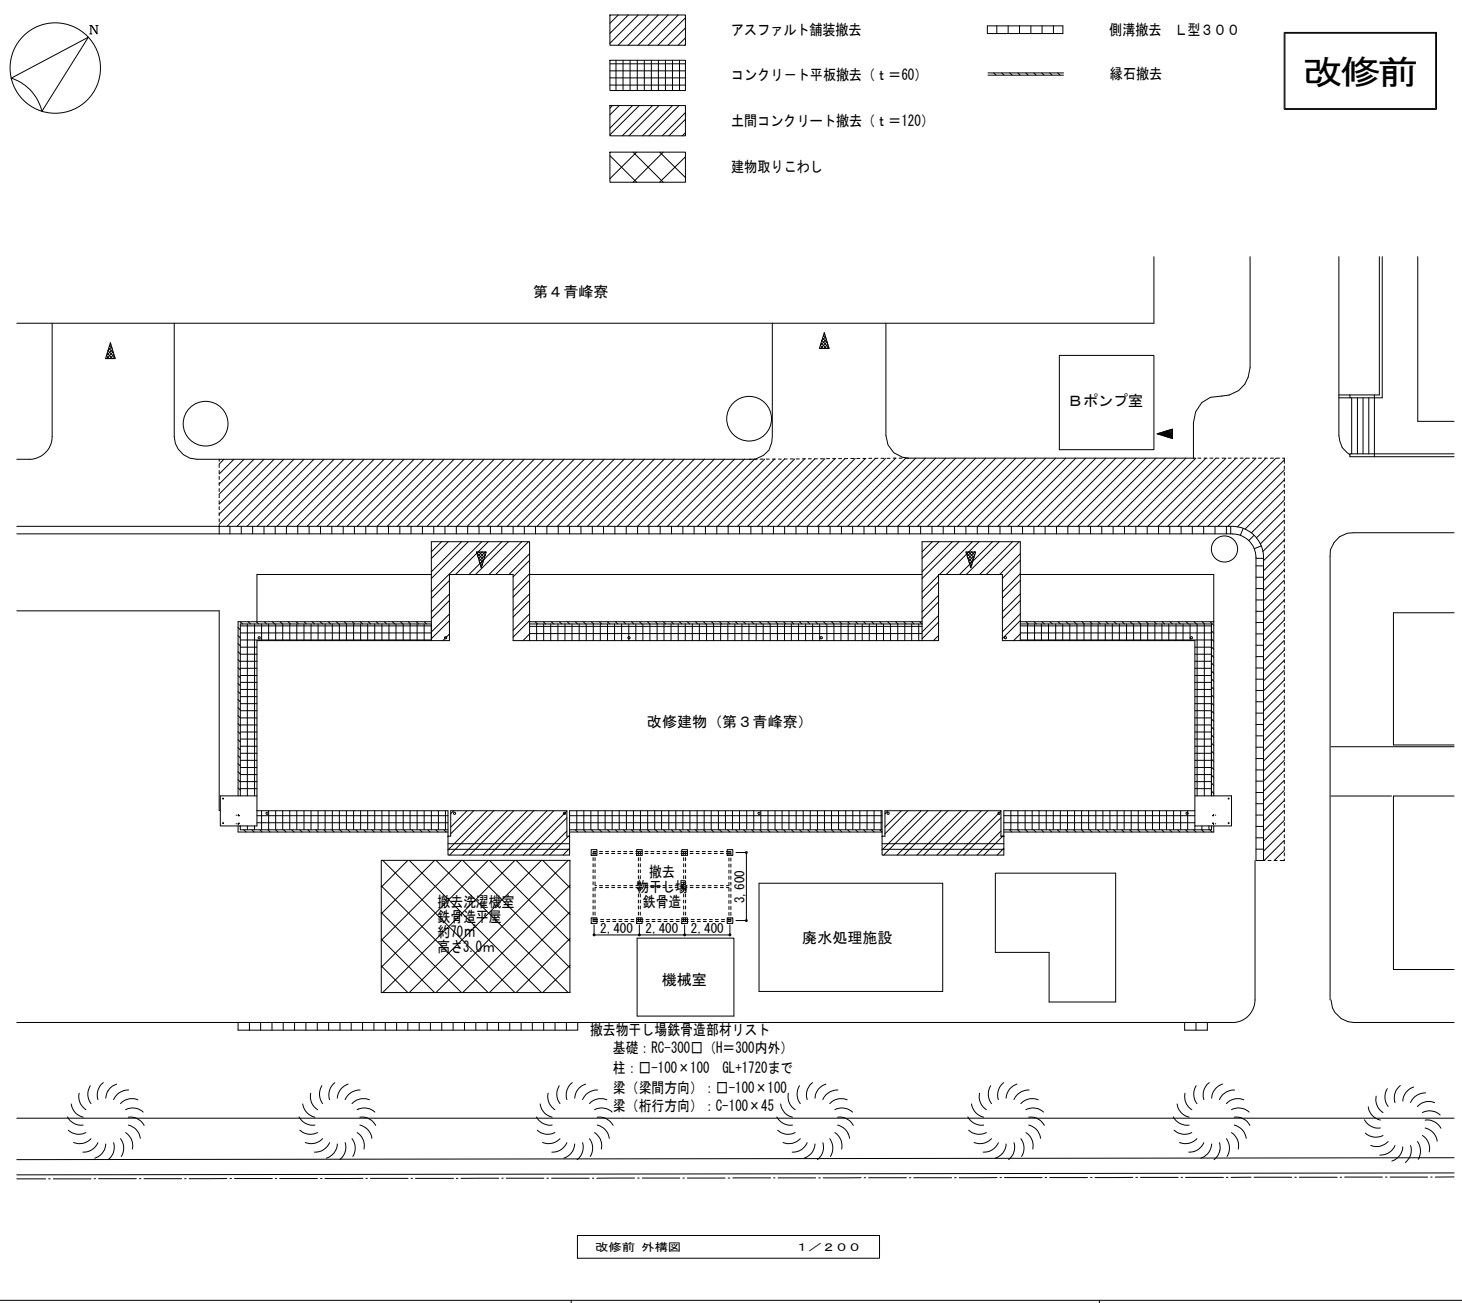 N
アスファルト舗装撤去
側溝撤去　Ｌ型３００
コンクリート平板撤去（ｔ＝60）
縁石撤去
土間コンクリート撤去（ｔ＝120）
建物取りこわし
改修前
第４青峰寮
Ｂポンプ室
改修建物（第３青峰寮）
撤去洗濯機室
鉄骨造平屋
約70㎡
高さ3.0ｍ
撤去
物干し場
鉄骨造
3,600
2,400 2,400 2,400
機械室
廃水処理施設
撤去物干し場鉄骨造部材リスト
基礎：RC-300□（H=300内外）
柱：□-100×100　GL+1720まで
梁（梁間方向）：□-100×100
梁（桁行方向）：C-100×45
改修前 外構図　１／２００